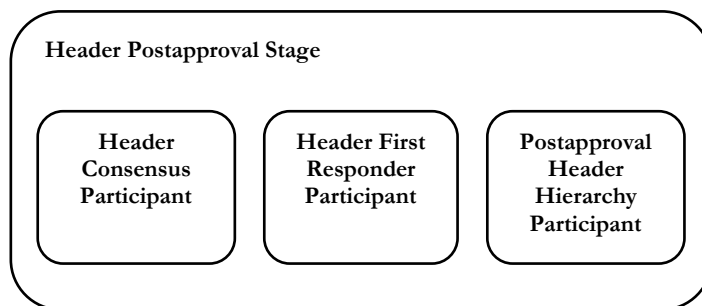 Header Postapproval Stage
Header
Consensus
Participant
Header First
Responder
Participant
Postapproval
Header
Hierarchy
Participant